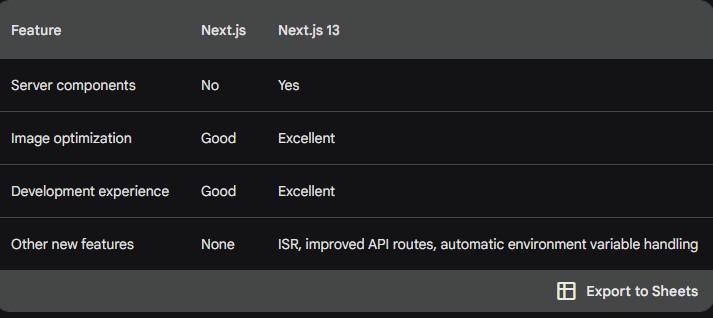 Feature Next.js Next.js 13
Server components No Yes
Image optimization Good Excellent
Development experience Good Excellent
Other new features None ISR, improved API routes, automatic environment variable handling
Export to Sheets